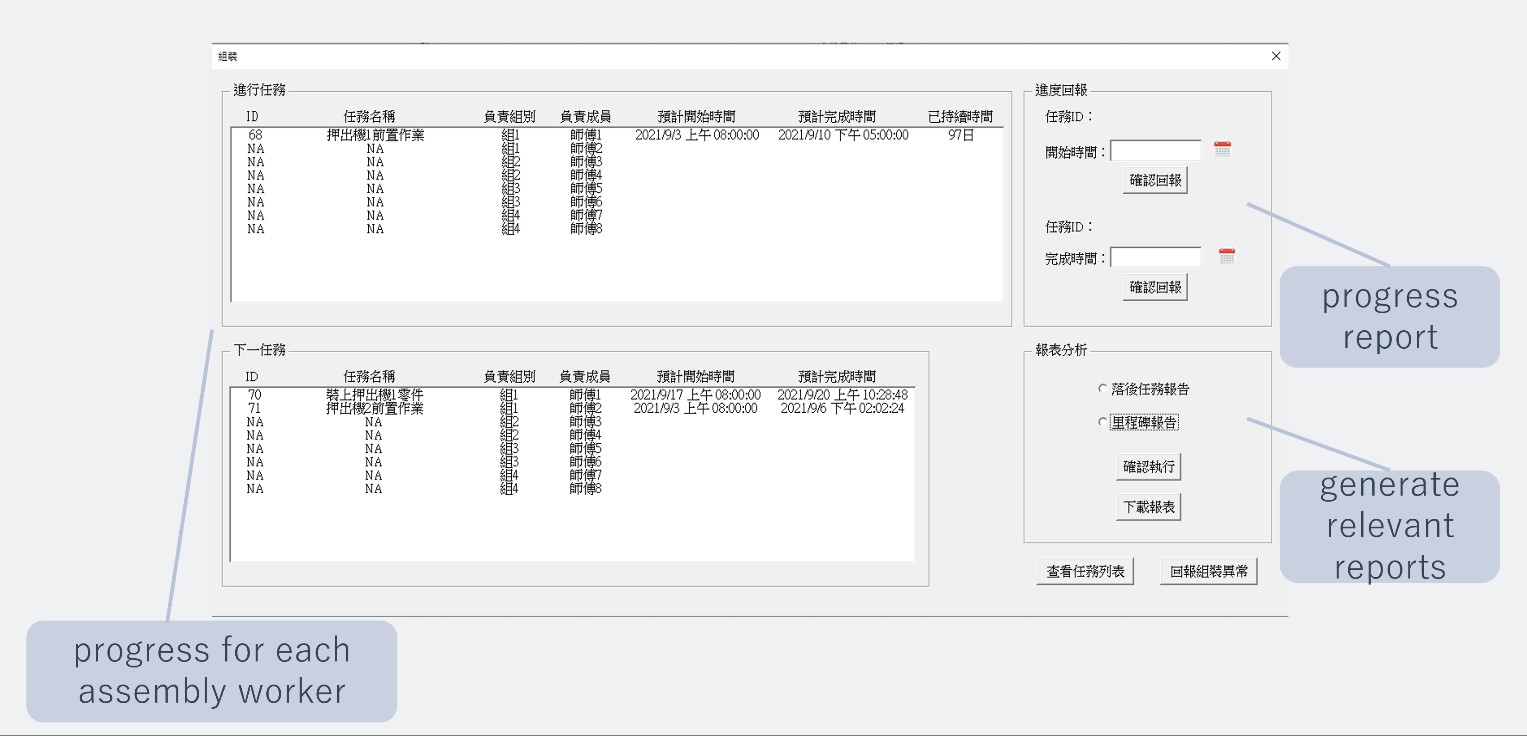 組裝
進行任務
ID 任務名稱 負責組別 負責成員 預計開始時間 預計完成時間 已持續時間
68 押出機1前置作業 組1 師傅1 2021/9/3 上午 08:00:00 2021/9/10 下午 05:00:00 97日
NA NA 組1 師傅2
NA NA 組2 師傅3
NA NA 組2 師傅4
NA NA 組3 師傅5
NA NA 組3 師傅6
NA NA 組4 師傅7
NA NA 組4 師傅8
進度回報
任務ID：
開始時間：
確認回報
任務ID：
完成時間：
確認回報
progress
report
下一任務
ID 任務名稱 負責組別 負責成員 預計開始時間 預計完成時間
70 裝上押出機1零件 組1 師傅1 2021/9/17 上午 08:00:00 2021/9/20 上午 10:28:48
71 押出機2前置作業 組1 師傅2 2021/9/3 上午 08:00:00 2021/9/6 下午 02:02:24
NA NA 組2 師傅3
NA NA 組2 師傅4
NA NA 組3 師傅5
NA NA 組3 師傅6
NA NA 組4 師傅7
NA NA 組4 師傅8
報表分析
落後任務報告
里程碑報告
確認執行
下載報表
查看任務列表 回報組裝異常
generate
relevant
reports
progress for each
assembly worker